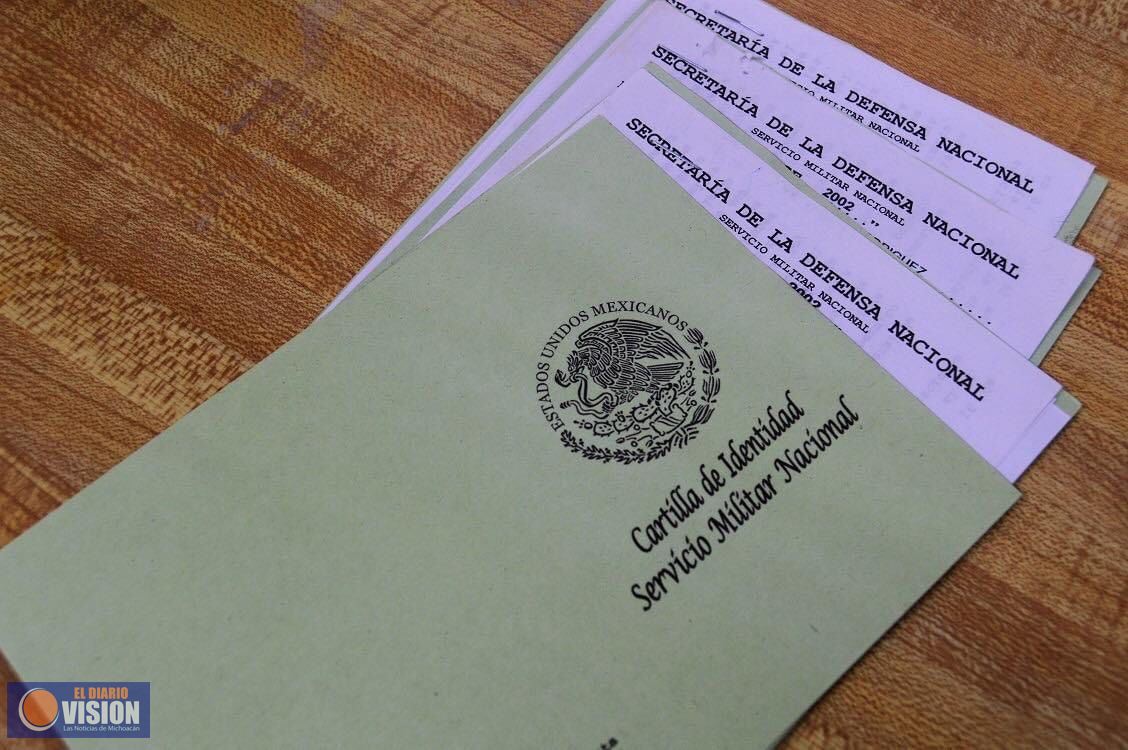 SECRETARÍA DE LA DEFENSA NACIONAL
MILITAR NACIONAL
SECRETARÍA DE LA DEFENSA NACIONAL
SERVICIO MILITAR NACIONAL
2002
SECRETARÍA DE LA DEFENSA NACIONAL
SERVICIO MILITAR NACIONAL
2002
ESTADOS UNIDOS MEXICANOS
Cartilla de Identidad
Servicio Militar Nacional
EL DIARIO
VISION
Las Noticias de Michoacán